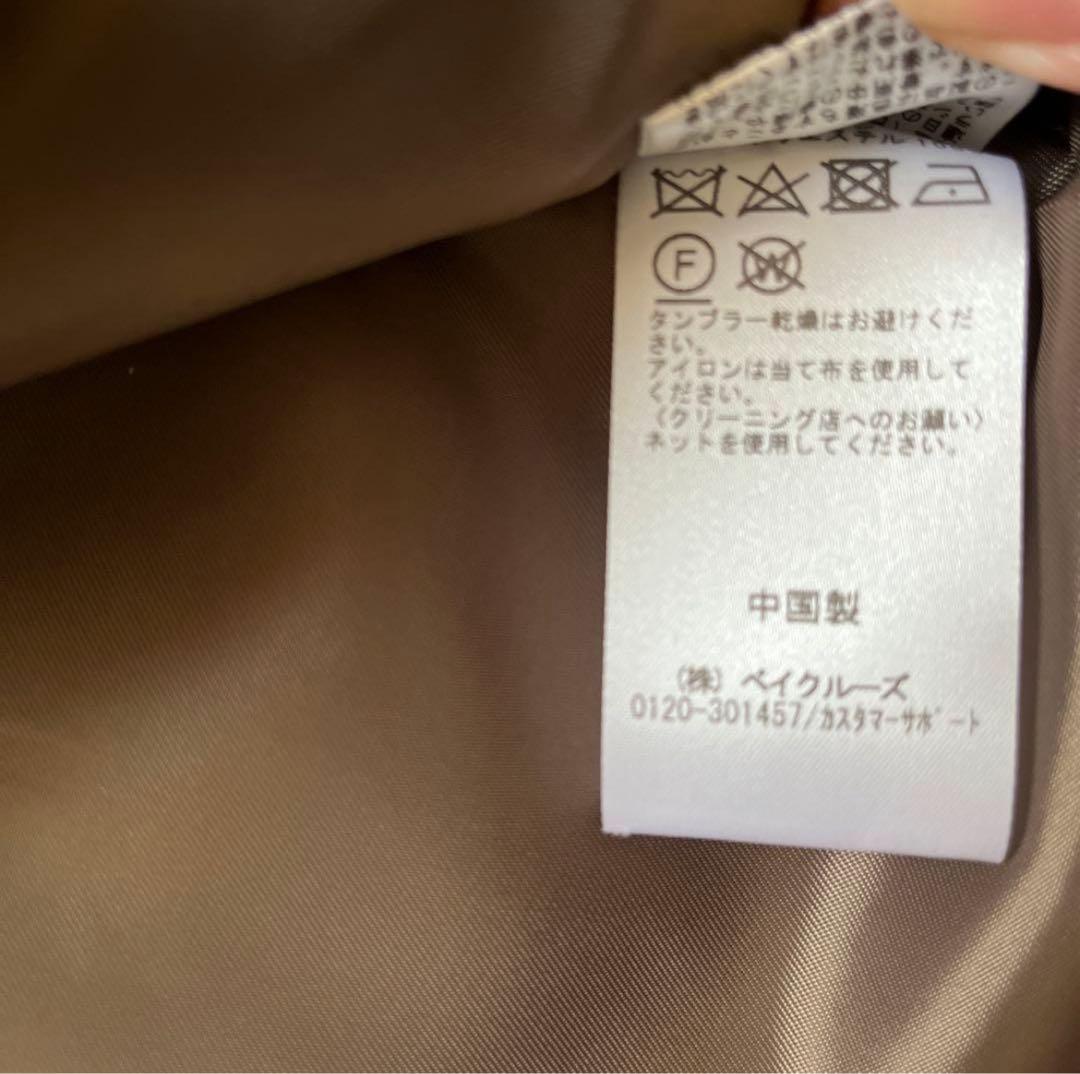 F W
タンブラー乾燥はお避けくだ
さい。
アイロンは当て布を使用して
ください。
〈クリーニング店へのお願い〉
ネットを使用してください。
中国製
(株) ベイクルーズ
0120-301457/カスタマーサポート